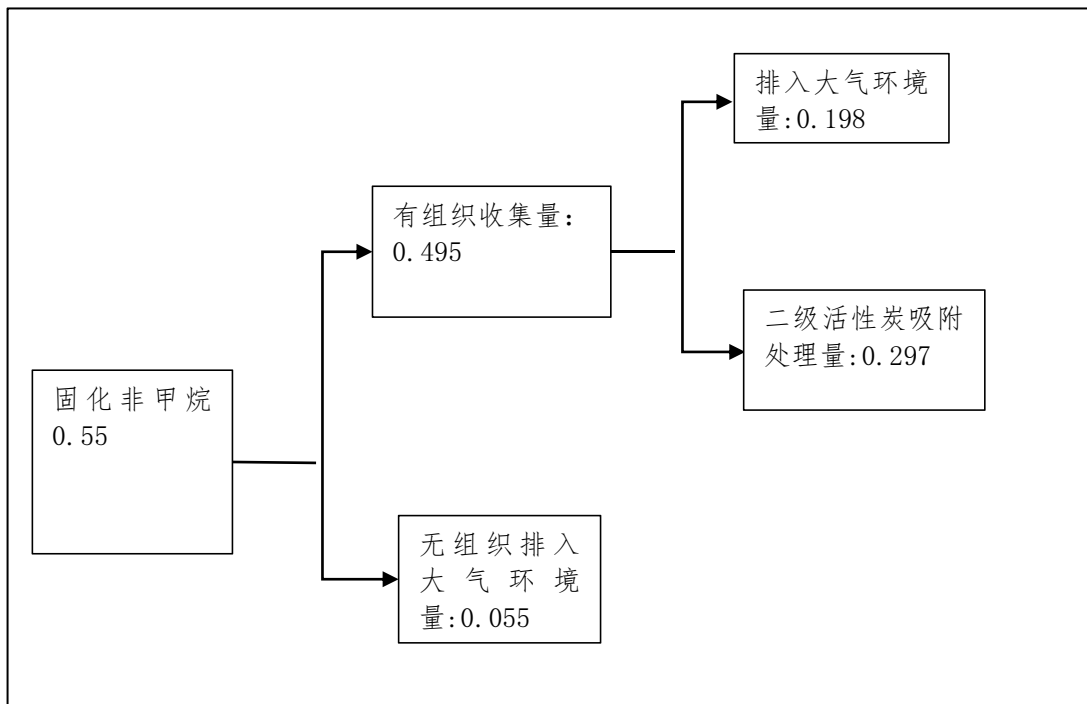 排入大气环境
量:0.198
有组织收集量:
0.495
二级活性炭吸附
处理量:0.297
固化非甲烷
0.55
无组织排入
大气环境
量:0.055